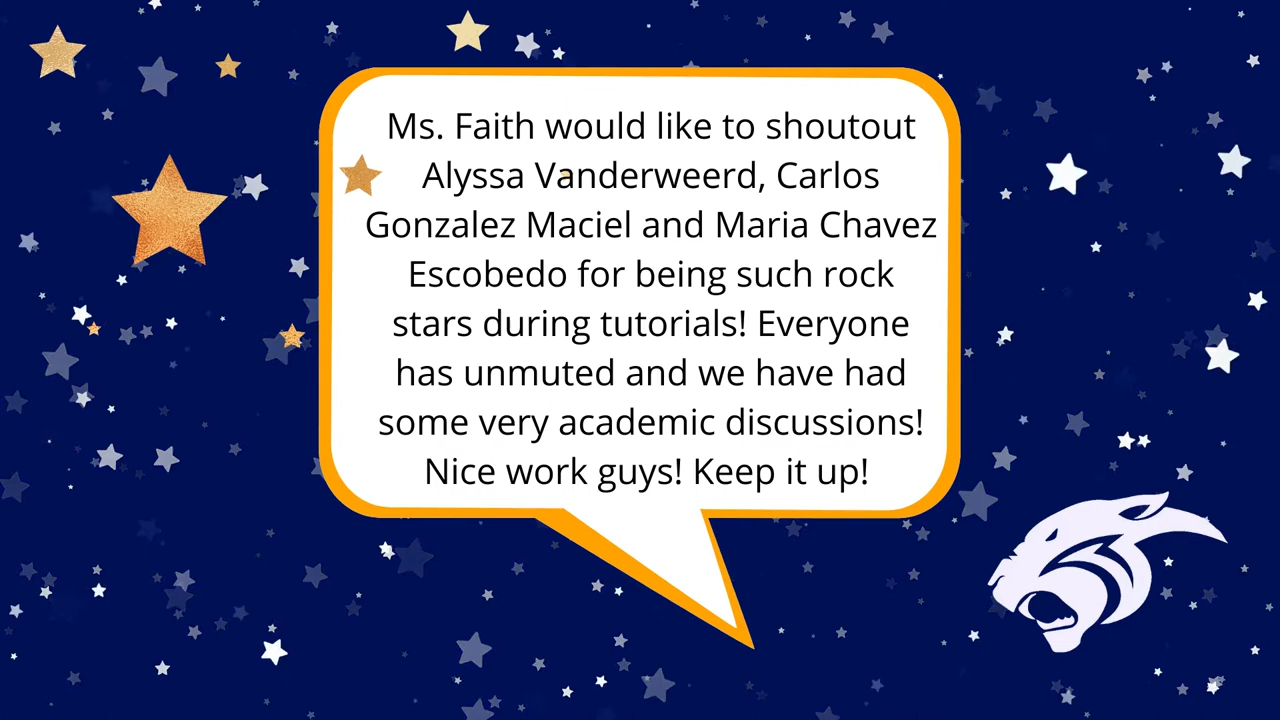 Ms. Faith would like to shoutout
Alyssa Vanderweerd, Carlos
Gonzalez Maciel and Maria Chavez
Escobedo for being such rock
stars during tutorials! Everyone
has unmuted and we have had
some very academic discussions!
Nice work guys! Keep it up!